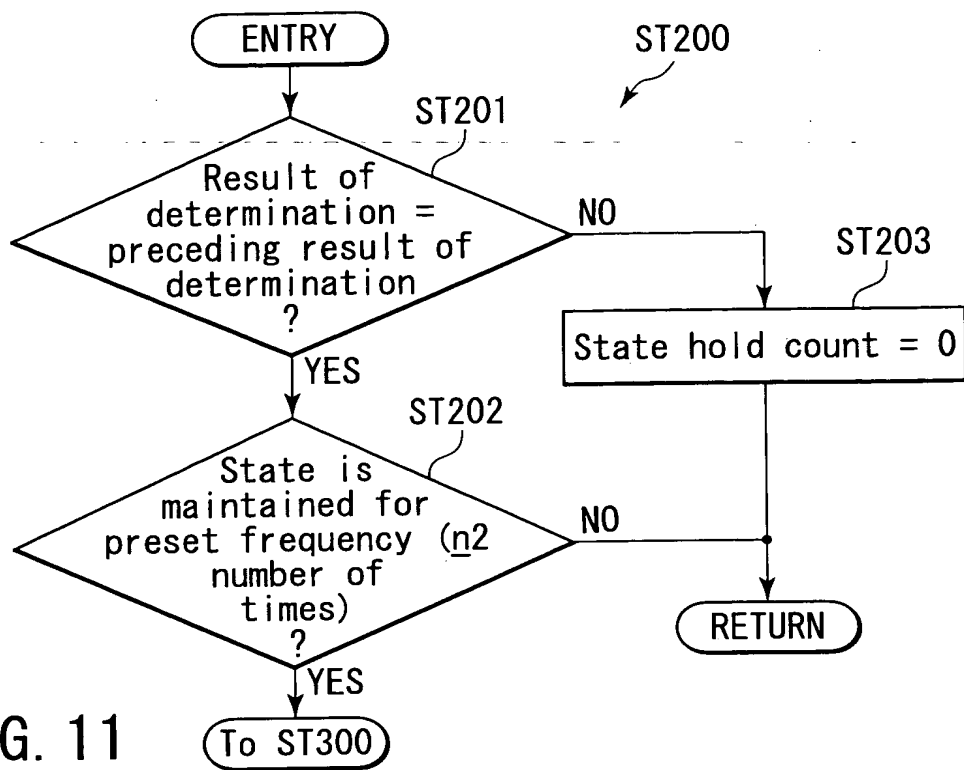 ENTRY
ST200
ST201
Result of
determination =
preceding result of
determination
?
NO
ST203
State hold count = 0
YES
ST202
State is
maintained for
preset frequency (n2
number of
times)
?
NO
RETURN
YES
G. 11
To ST300